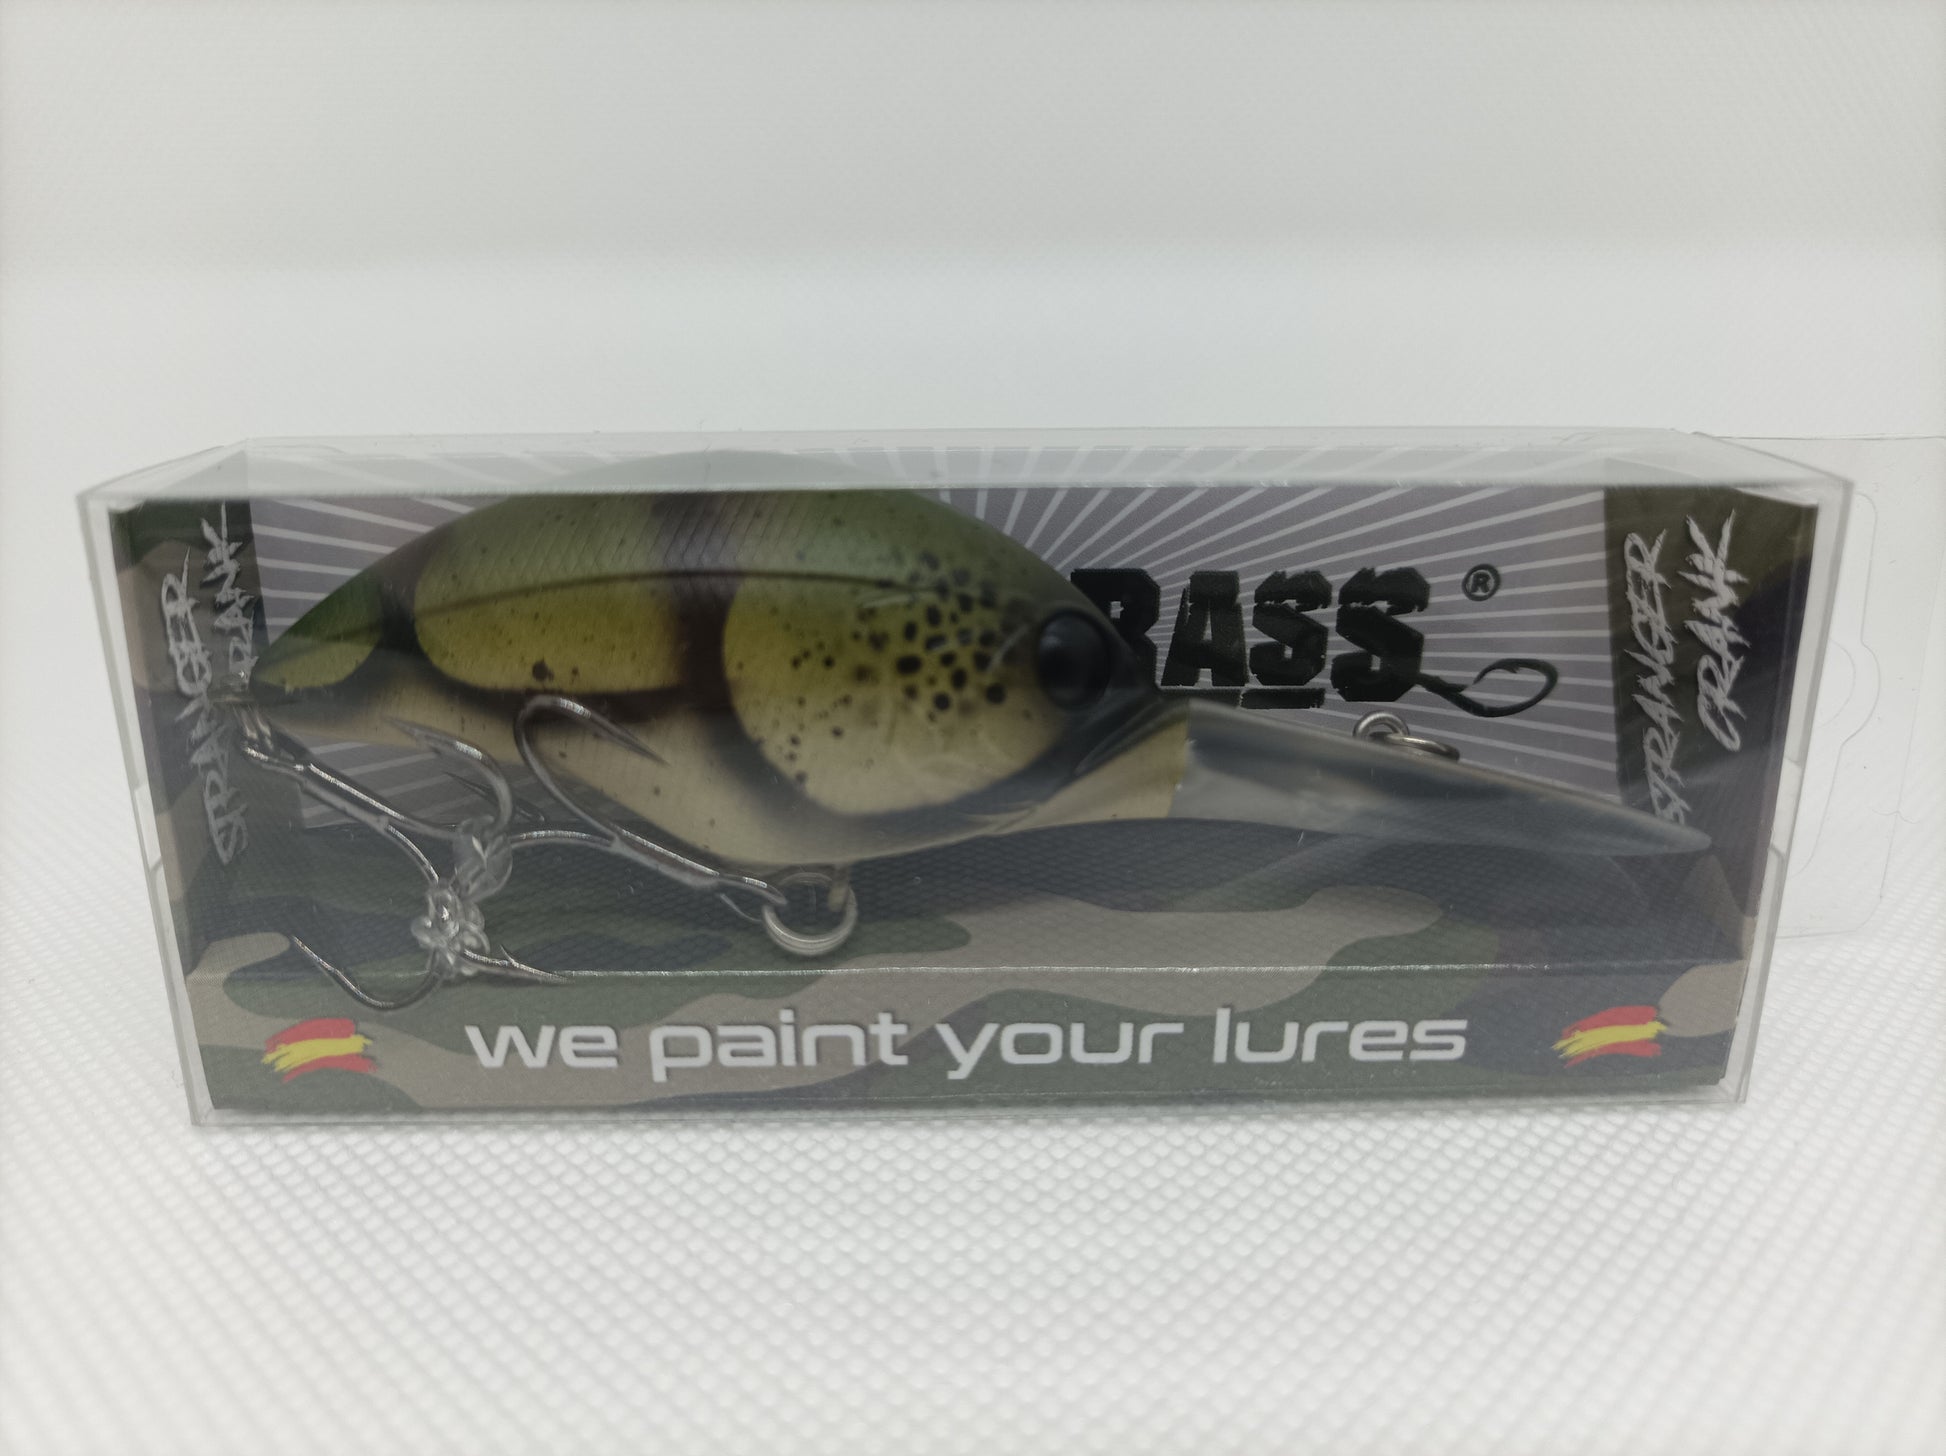 STRANGER
CRANK
BASS ®
STRANGER
CRANK
we paint your lures